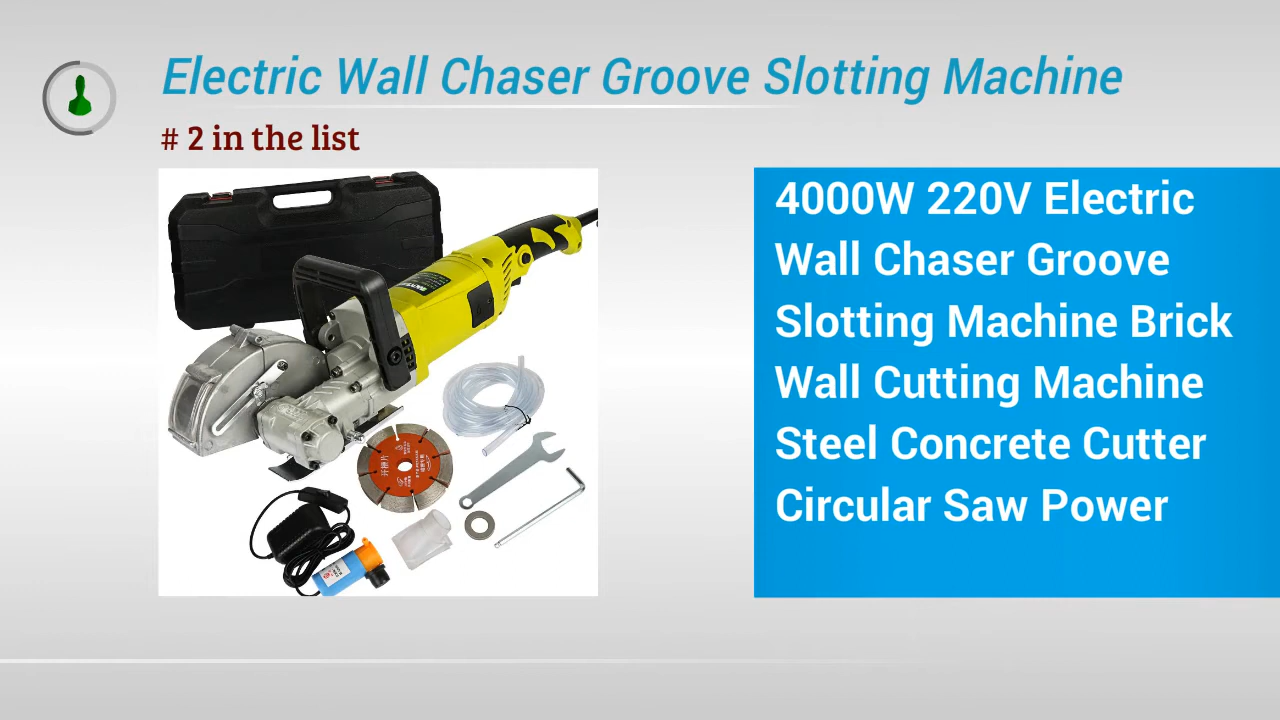 Electric Wall Chaser Groove Slotting Machine
# 2 in the list
4000W 220V Electric
Wall Chaser Groove
Slotting Machine Brick
Wall Cutting Machine
Steel Concrete Cutter
Circular Saw Power